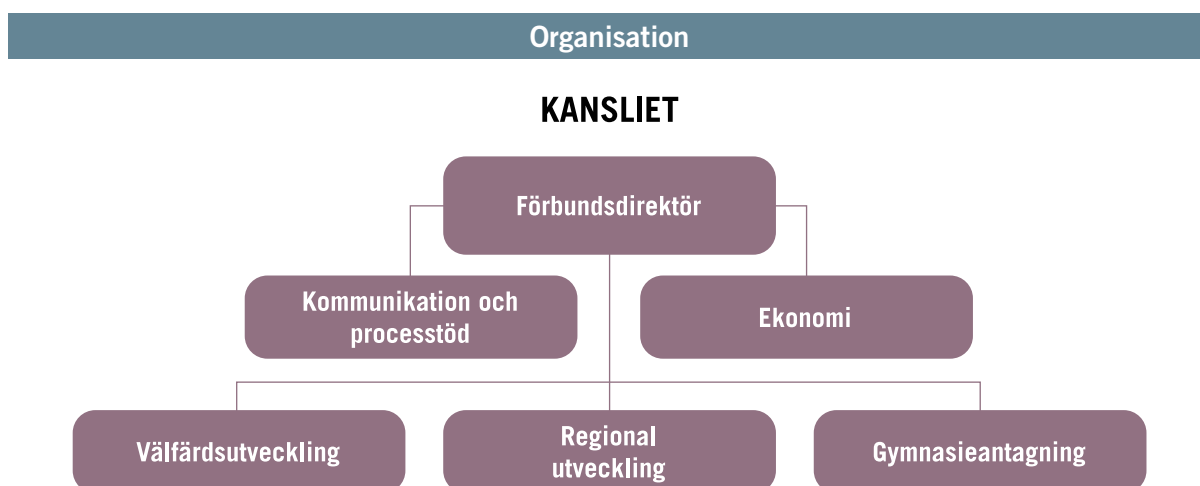 Organisation
KANSLIET
Förbundsdirektör
Kommunikation och
processtöd
Ekonomi
Välfärdsutveckling
Regional
utveckling
Gymnasieantagning